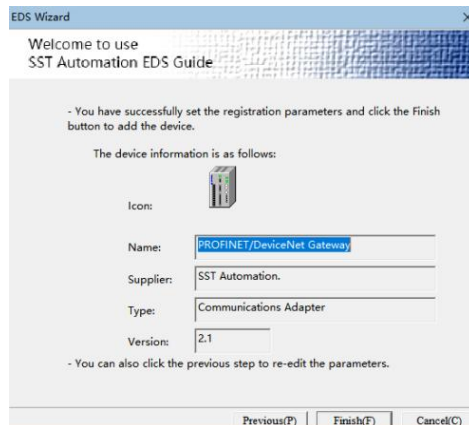 EDS Wizard
Welcome to use
SST Automation EDS Guide
- You have successfully set the registration parameters and click the Finish
button to add the device.
The device information is as follows:
Icon:
Name: PROFINET/DeviceNet Gateway
Supplier: SST Automation.
Type: Communications Adapter
Version: 2.1
- You can also click the previous step to re-edit the parameters.
Previous(P) Finish(F) Cancel(C)